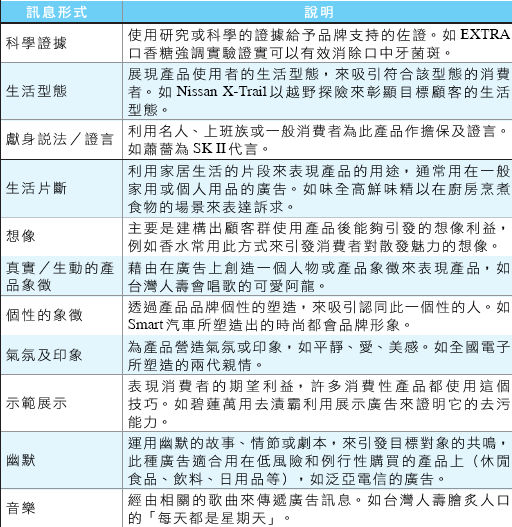 訊息形式 說明
科學證據 使用研究或科學的證據給予品牌支持的佐證。如 EXTRA
口香糖強調實驗證實可以有效消除口中牙菌斑。
生活型態 展現產品使用者的生活型態，來吸引符合該型態的消費
者。如 Nissan X-Trail 以越野探險來彰顯目標顧客的生活
型態。
獻身說法／證言 利用名人、上班族或一般消費者為此產品作擔保及證言。
如蕭薔為 SK II 代言。
生活片斷 利用家居生活的片段來表現產品的用途，通常用在一般
家用或個人用品的廣告。如味全高鮮味精以在廚房烹煮
食物的場景來表達訴求。
想像 主要是建構出顧客群使用產品後能夠引發的想像利益，
例如香水常用此方式來引發消費者對散發魅力的想像。
真實／生動的產
品象徵
藉由在廣告上創造一個人物或產品象徵來表現產品，如
台灣人壽會唱歌的可愛阿龍。
個性的象徵 透過產品品牌個性的塑造，來吸引認同此一個性的人。如
Smart 汽車所塑造出的時尚都會品牌形象。
氣氛及印象 為產品營造氣氛或印象，如平靜、愛、美感。如全國電子
所塑造的兩代親情。
示範展示 表現消費者的期望利益，許多消費性產品都使用這個
技巧。如碧蓮萬用去漬霸利用展示廣告來證明它的去污
能力。
幽默 運用幽默的故事、情節或劇本，來引發目標對象的共鳴，
此種廣告適合用在低風險和例行性購買的產品上（休閒
食品、飲料、日用品等），如泛亞電信的廣告。
音樂 經由相關的歌曲來傳遞廣告訊息。如台灣人壽膾炙人口
的「每天都是星期天」。